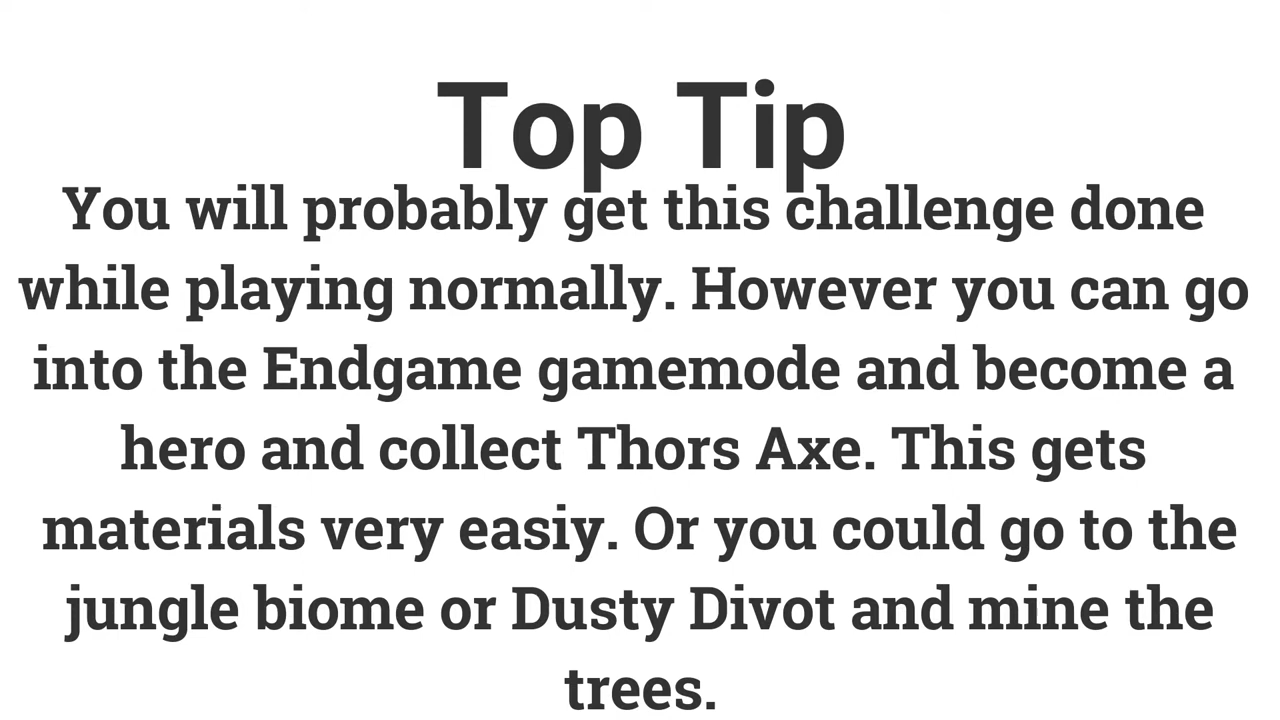 Top Tip
You will probably get this challenge done
while playing normally. However you can go
into the Endgame gamemode and become a
hero and collect Thors Axe. This gets
materials very easiy. Or you could go to the
jungle biome or Dusty Divot and mine the
trees.